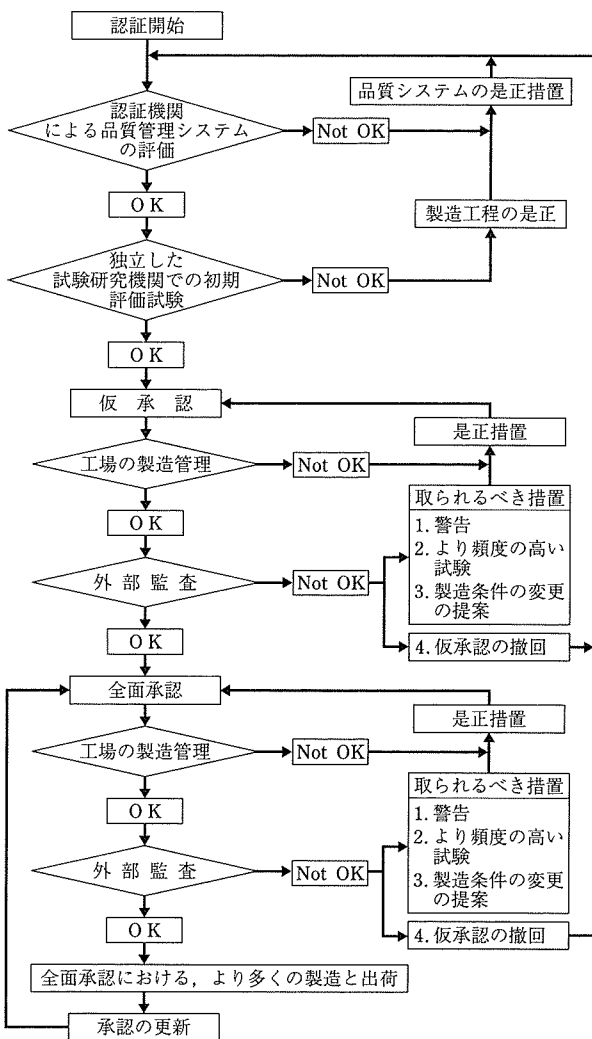 認証開始
品質システムの是正措置
認証機関
による品質管理システム
の評価
Not OK
OK
製造工程の是正
独立した
試験研究機関での初期
評価試験
Not OK
OK
仮承認
是正措置
工場の製造管理
Not OK
取られるべき措置
1. 警告
2. より頻度の高い
試験
3. 製造条件の変更
の提案
OK
外部監査
Not OK
4. 仮承認の撤回
OK
全面承認
是正措置
工場の製造管理
Not OK
取られるべき措置
1. 警告
2. より頻度の高い
試験
3. 製造条件の変更
の提案
OK
外部監査
Not OK
4. 仮承認の撤回
OK
全面承認における，より多くの製造と出荷
承認の更新